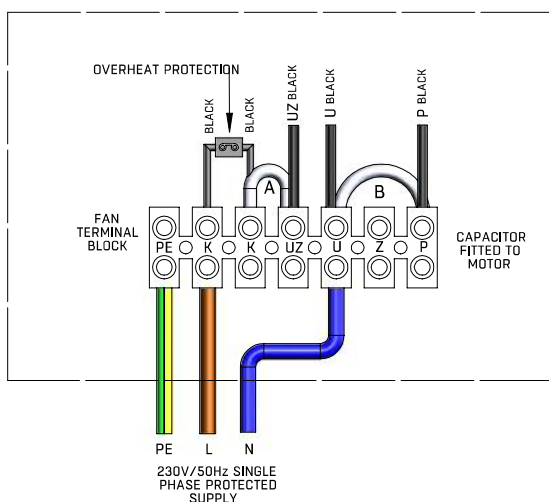 OVERHEAT PROTECTION
BLACK
BLACK
UZ BLACK
U BLACK
P BLACK
A
B
FAN
TERMINAL
BLOCK
PE K K UZ U Z P
CAPACITOR
FITTED TO
MOTOR
PE L N
230V/50Hz SINGLE
PHASE PROTECTED
SUPPLY